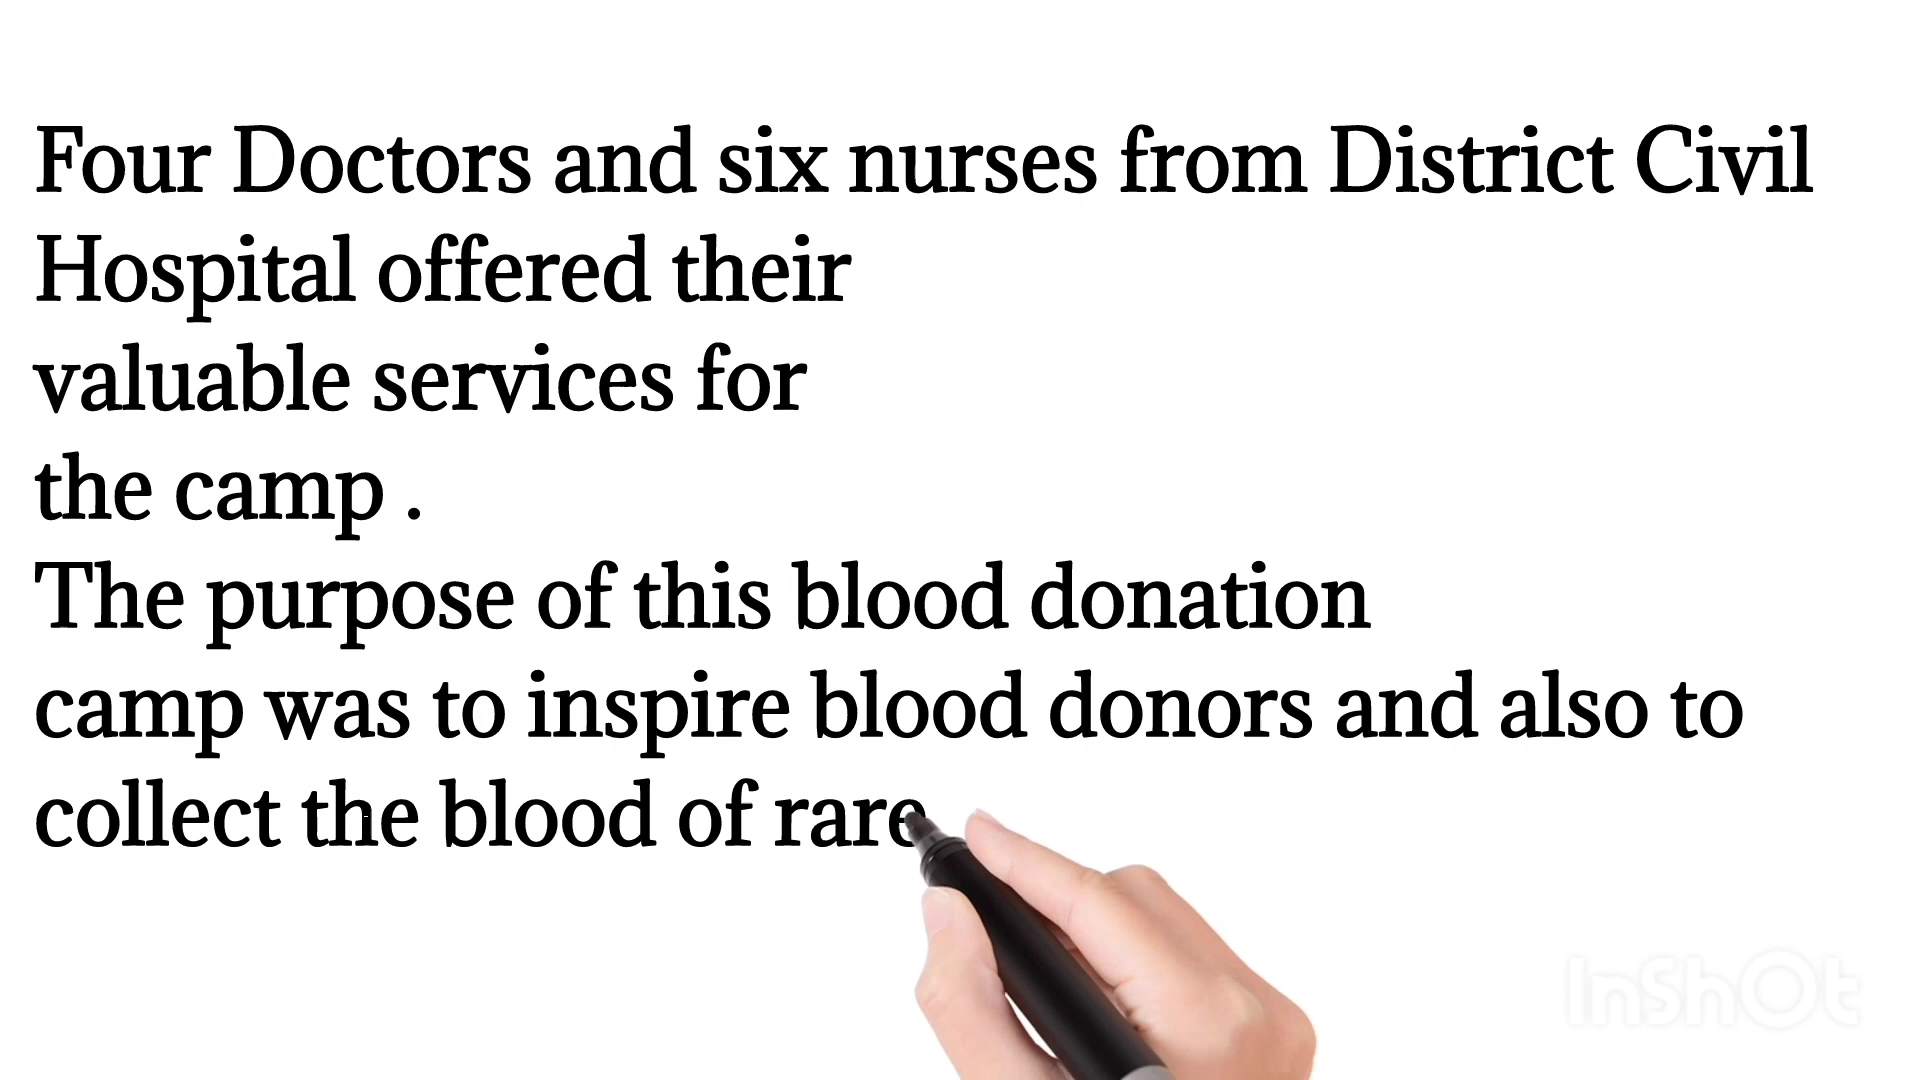 Four Doctors and six nurses from District Civil
Hospital offered their
valuable services for
the camp .
The purpose of this blood donation
camp was to inspire blood donors and also to
collect the blood of rare
InShOt